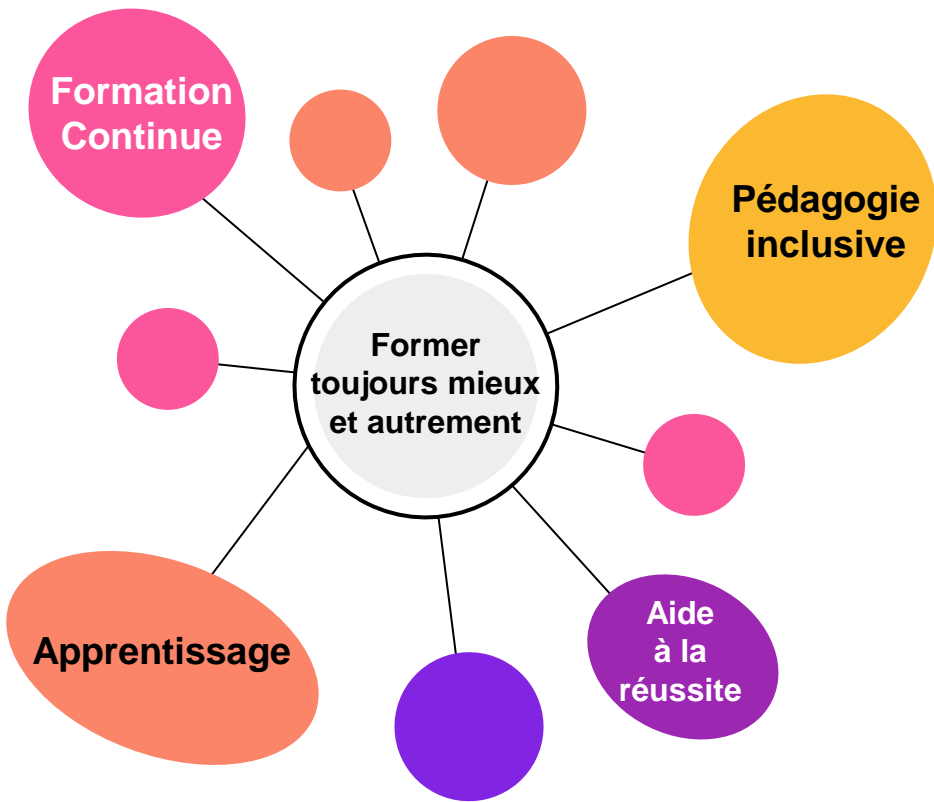 Formation
Continue
Pédagogie
inclusive
Former
toujours mieux
et autrement
Apprentissage
Aide
à la
réussite